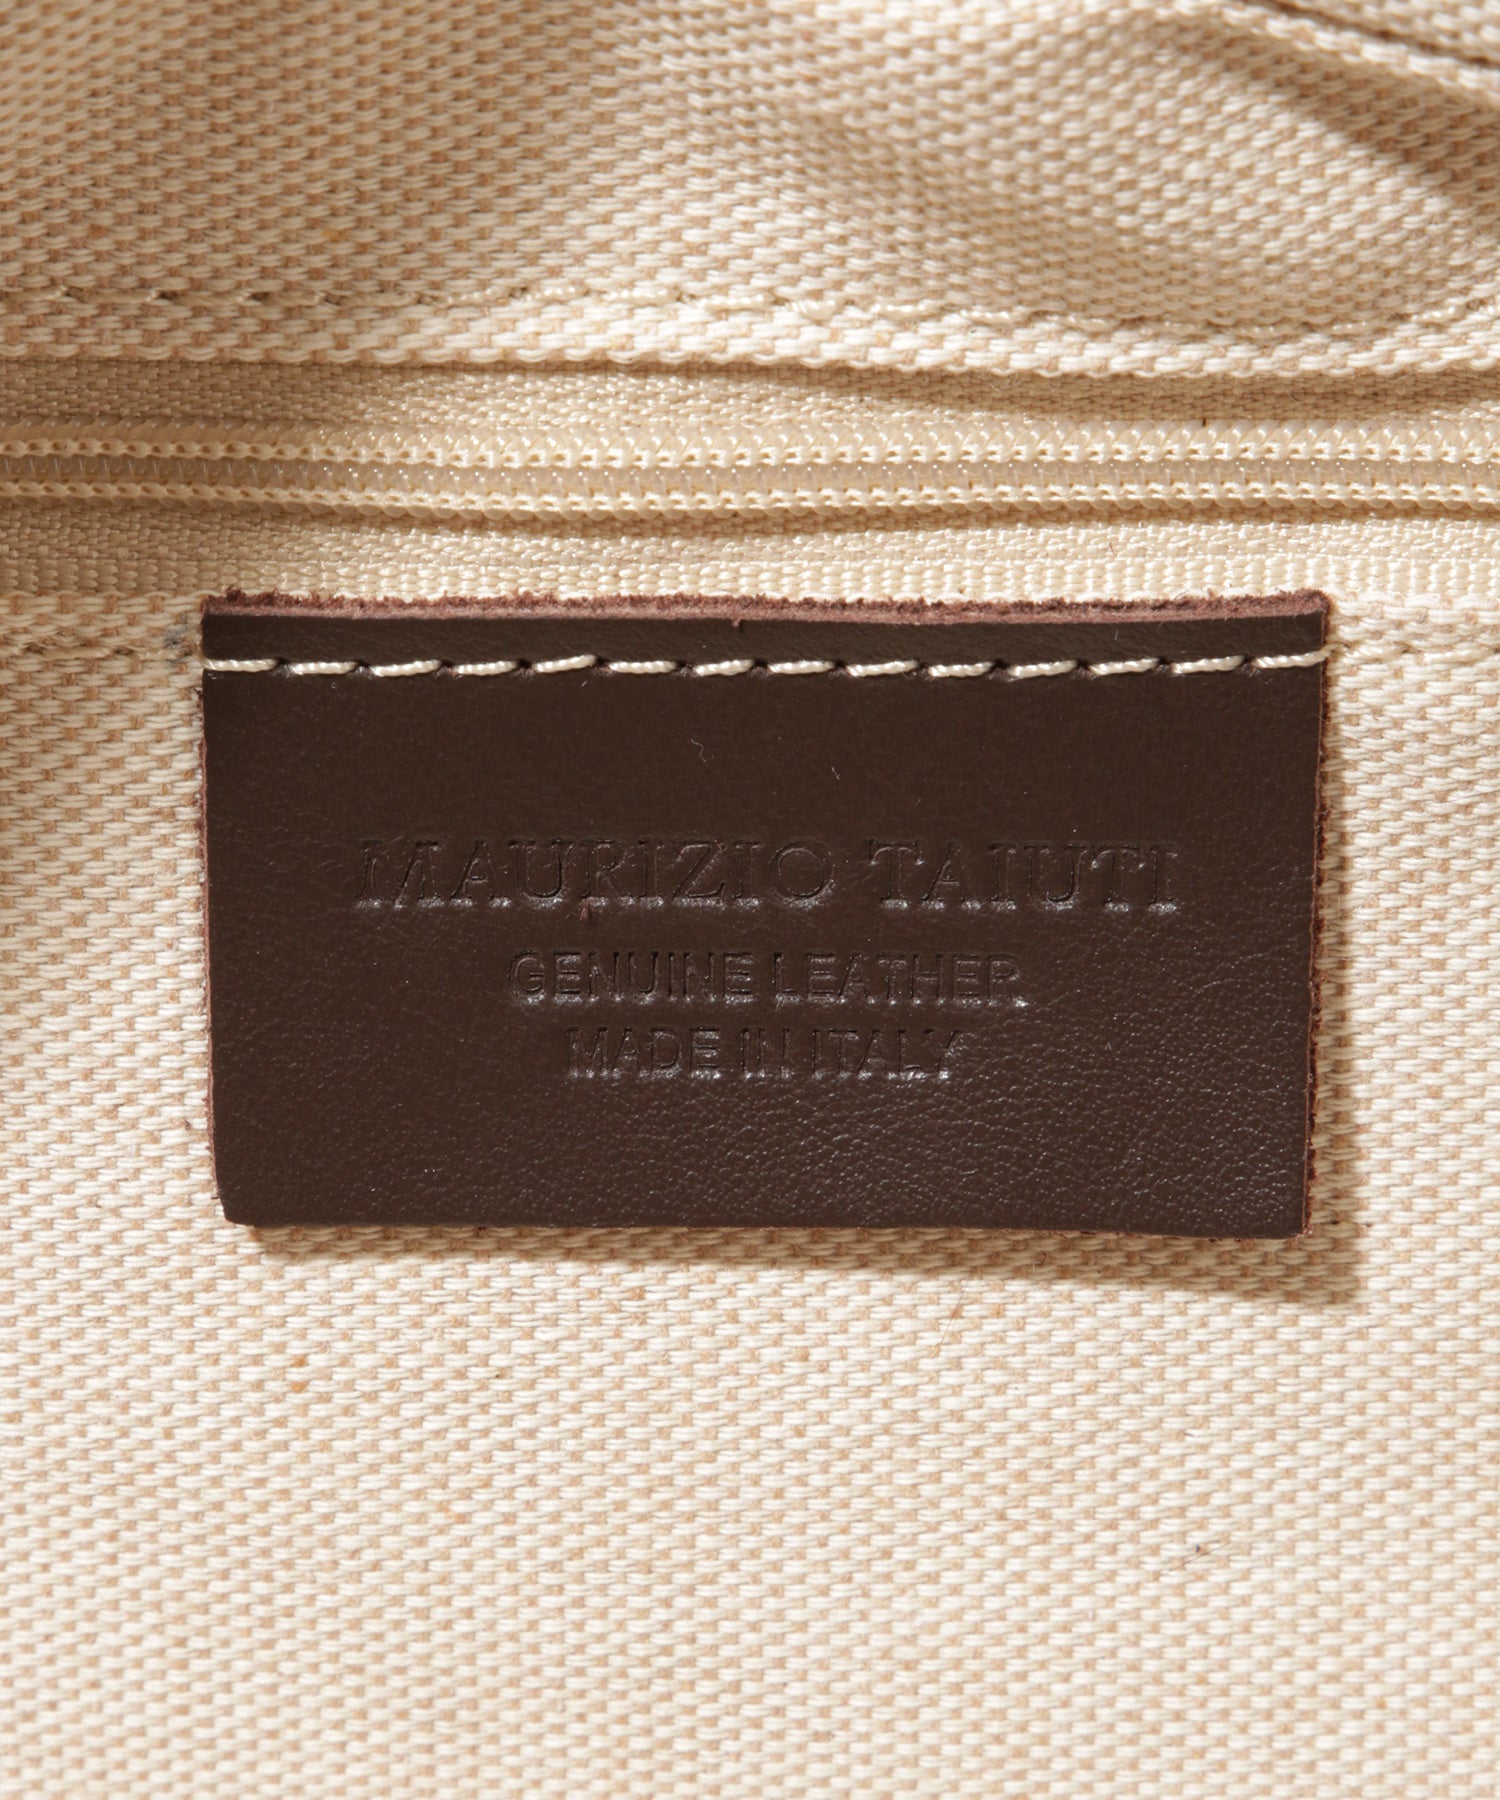 MAURIZIO TAIUTI
GENUINE LEATHER
MADE IN ITALY